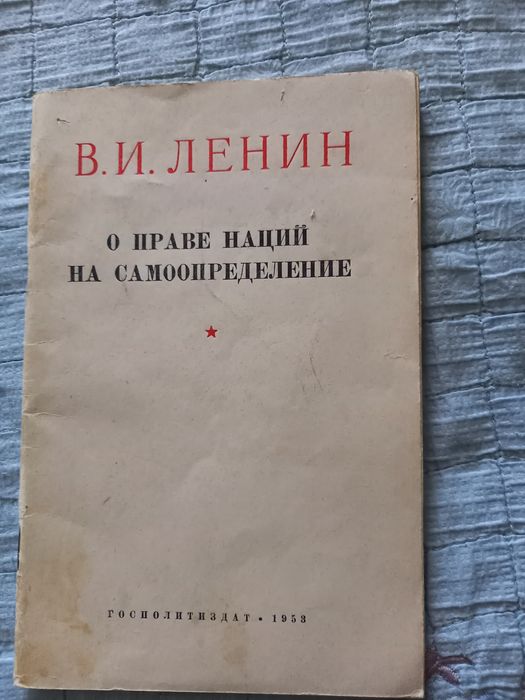 В. И. ЛЕНИН
О ПРАВЕ НАЦИЙ
НА САМООПРЕДЕЛЕНИЕ
ГОСПОЛИТИЗДАТ • 1953